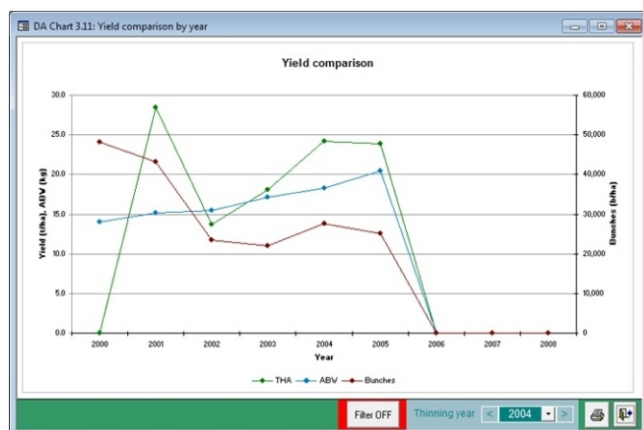 DA Chart 3.11: Yield comparison by year
Yield comparison
30.0
25.0
20.0
15.0
10.0
5.0
0.0
Yield (t/ha), ABW (kg)
60,000
50,000
40,000
30,000
20,000
10,000
0
Bunches (b/ha)
2000 2001 2002 2003 2004 2005 2006 2007 2008
Year
THA ABW Bunches
Filter OFF Thinning year < 2004 >